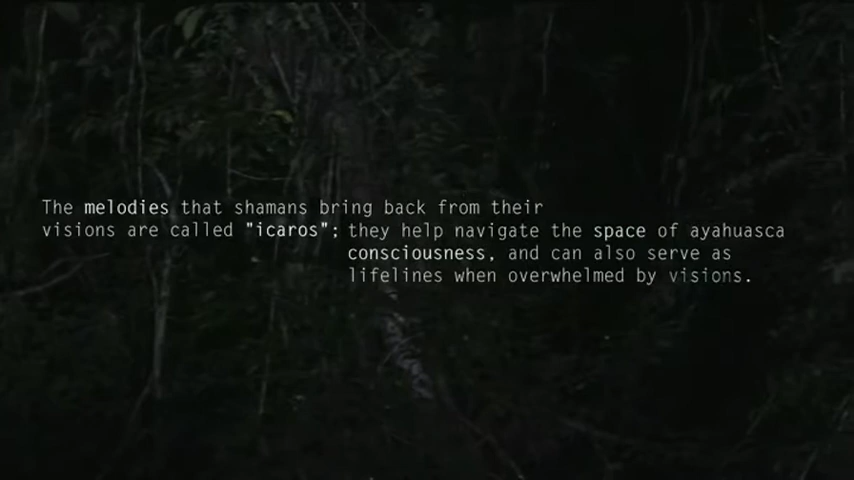 The melodies that shamans bring back from their
visions are called "icaros"; they help navigate the space of ayahuasca
consciousness, and can also serve as
lifelines when overwhelmed by visions.